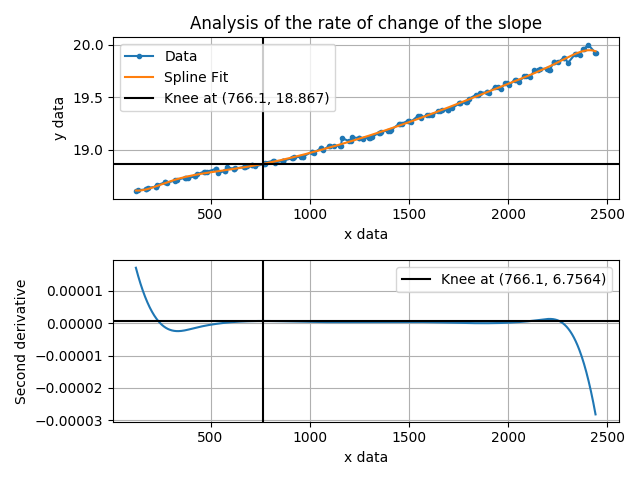 Analysis of the rate of change of the slope
20.0
19.5
19.0
y data
Data
Spline Fit
Knee at (766.1, 18.867)
500 1000 1500 2000 2500
x data
0.00001
0.00000
−0.00001
−0.00002
−0.00003
Second derivative
Knee at (766.1, 6.7564)
500 1000 1500 2000 2500
x data